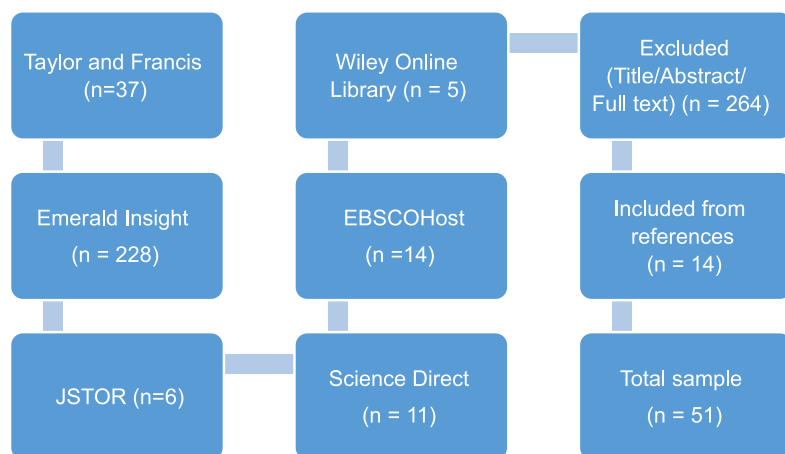 Taylor and Francis
(n=37)
Emerald Insight
(n = 228)
JSTOR (n=6)
Science Direct
(n = 11)
EBSCOHost
(n =14)
Wiley Online
Library (n = 5)
Excluded
(Title/Abstract/
Full text) (n = 264)
Included from
references
(n = 14)
Total sample
(n = 51)